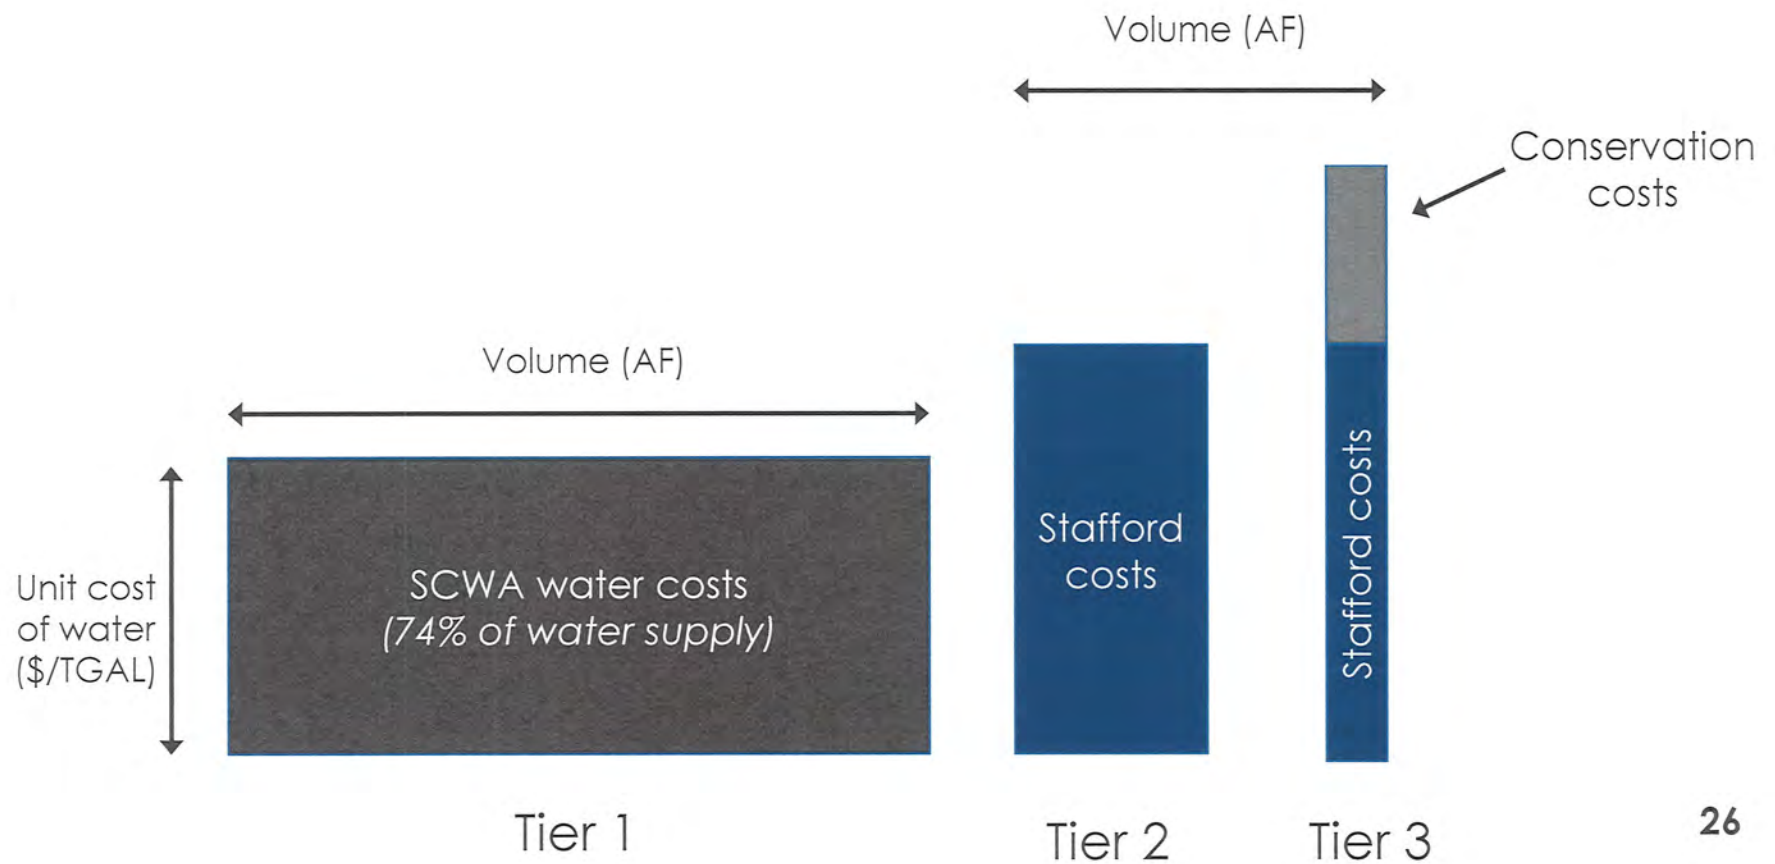 Volume (AF)
Conservation
costs
Volume (AF)
Unit cost
of water
($/TGAL)
SCWA water costs
(74% of water supply)
Stafford
costs
Stafford costs
Tier 1
Tier 2
Tier 3
26